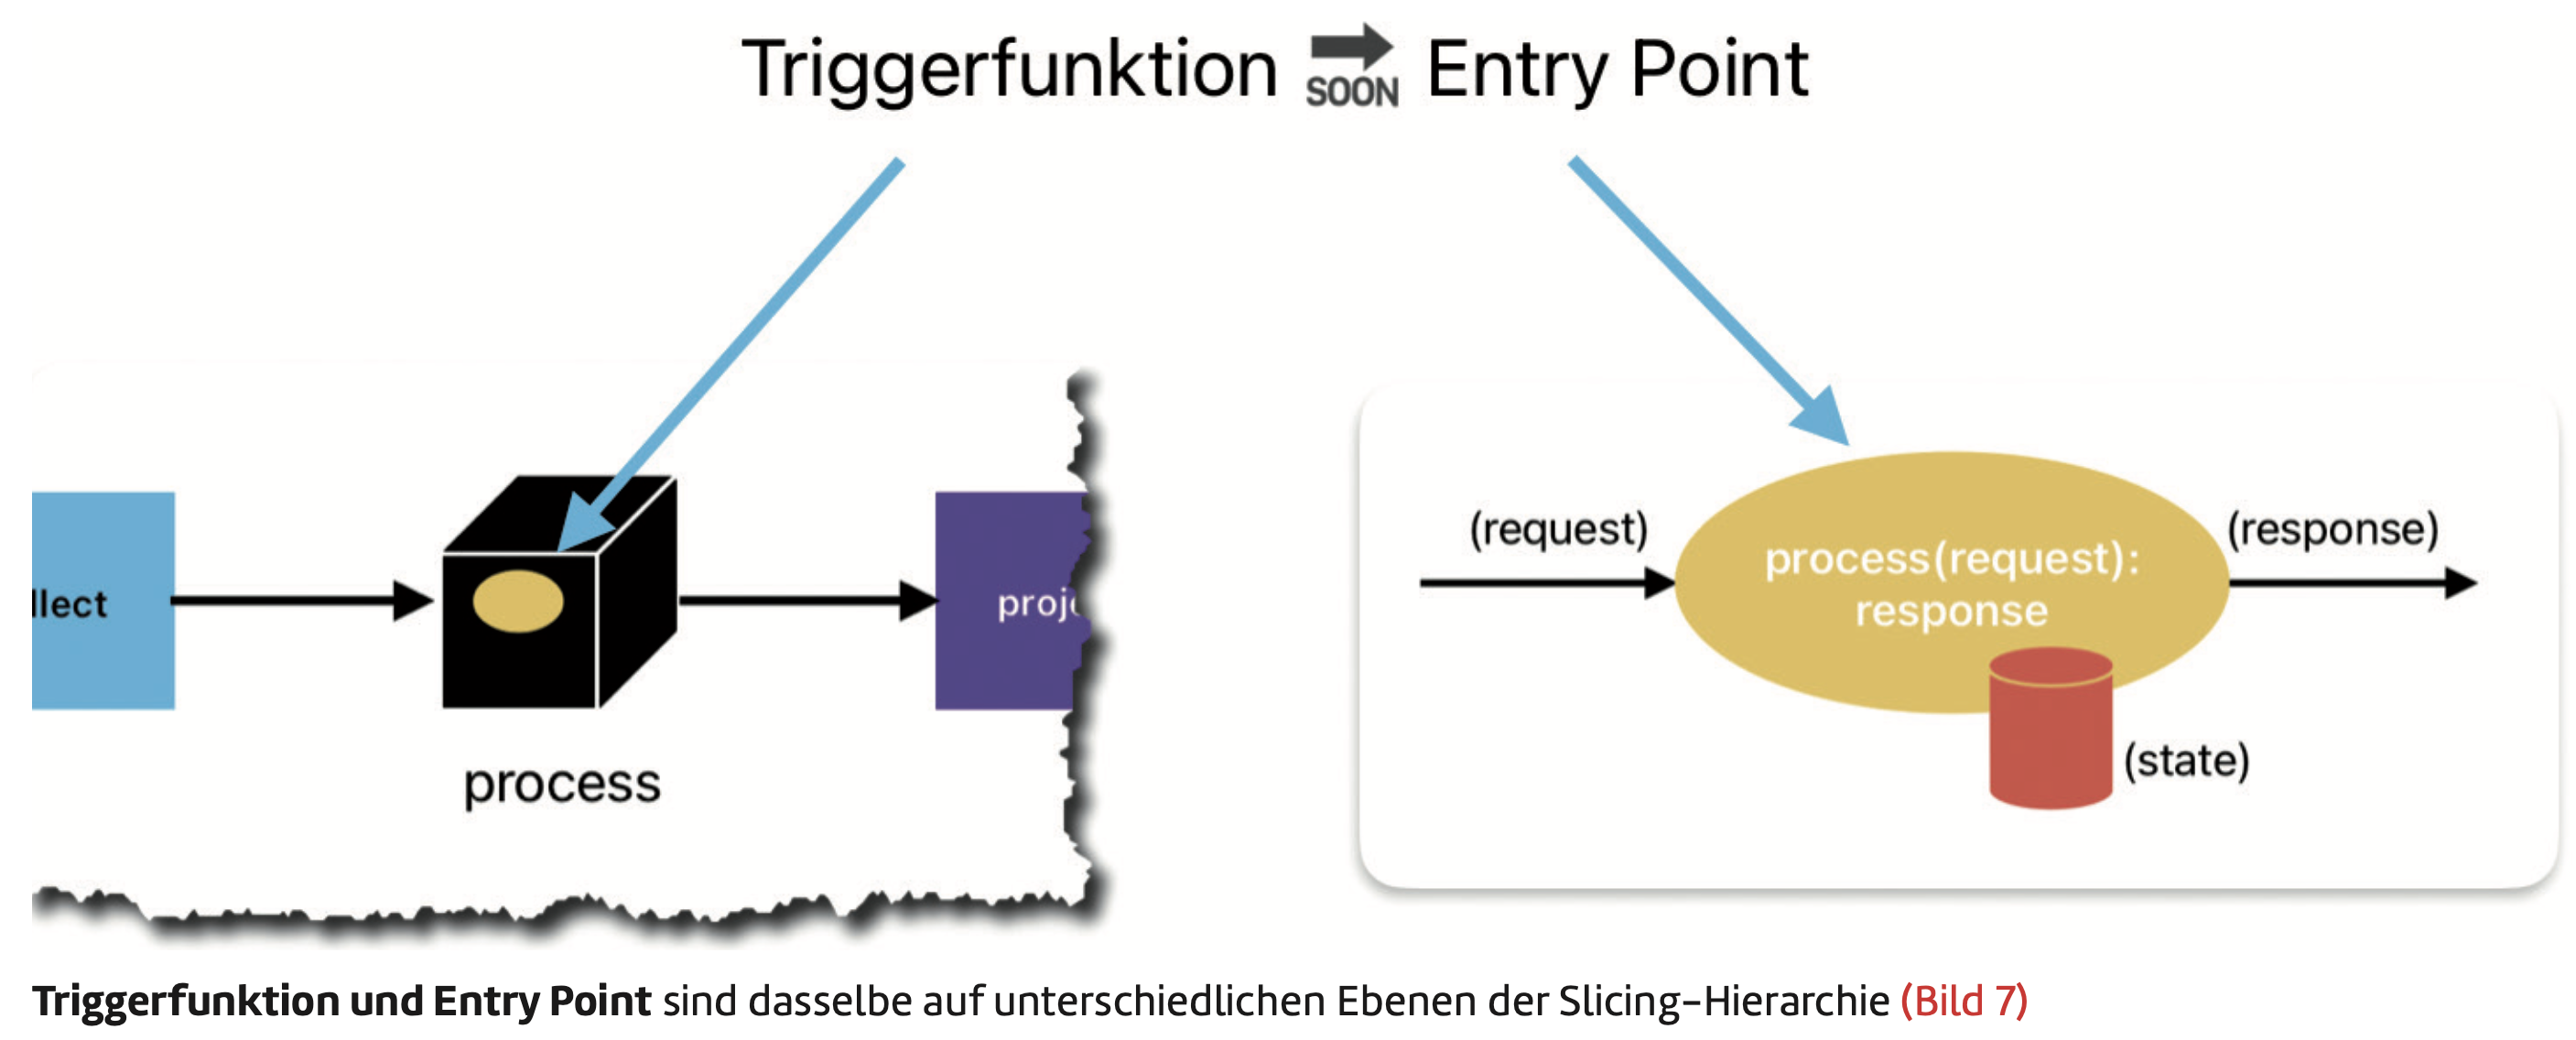 Triggerfunktion SOON Entry Point
(request)
(response)
process(request):
response
(state)
llect
proje
process
Triggerfunktion und Entry Point sind dasselbe auf unterschiedlichen Ebenen der Slicing-Hierarchie (Bild 7)